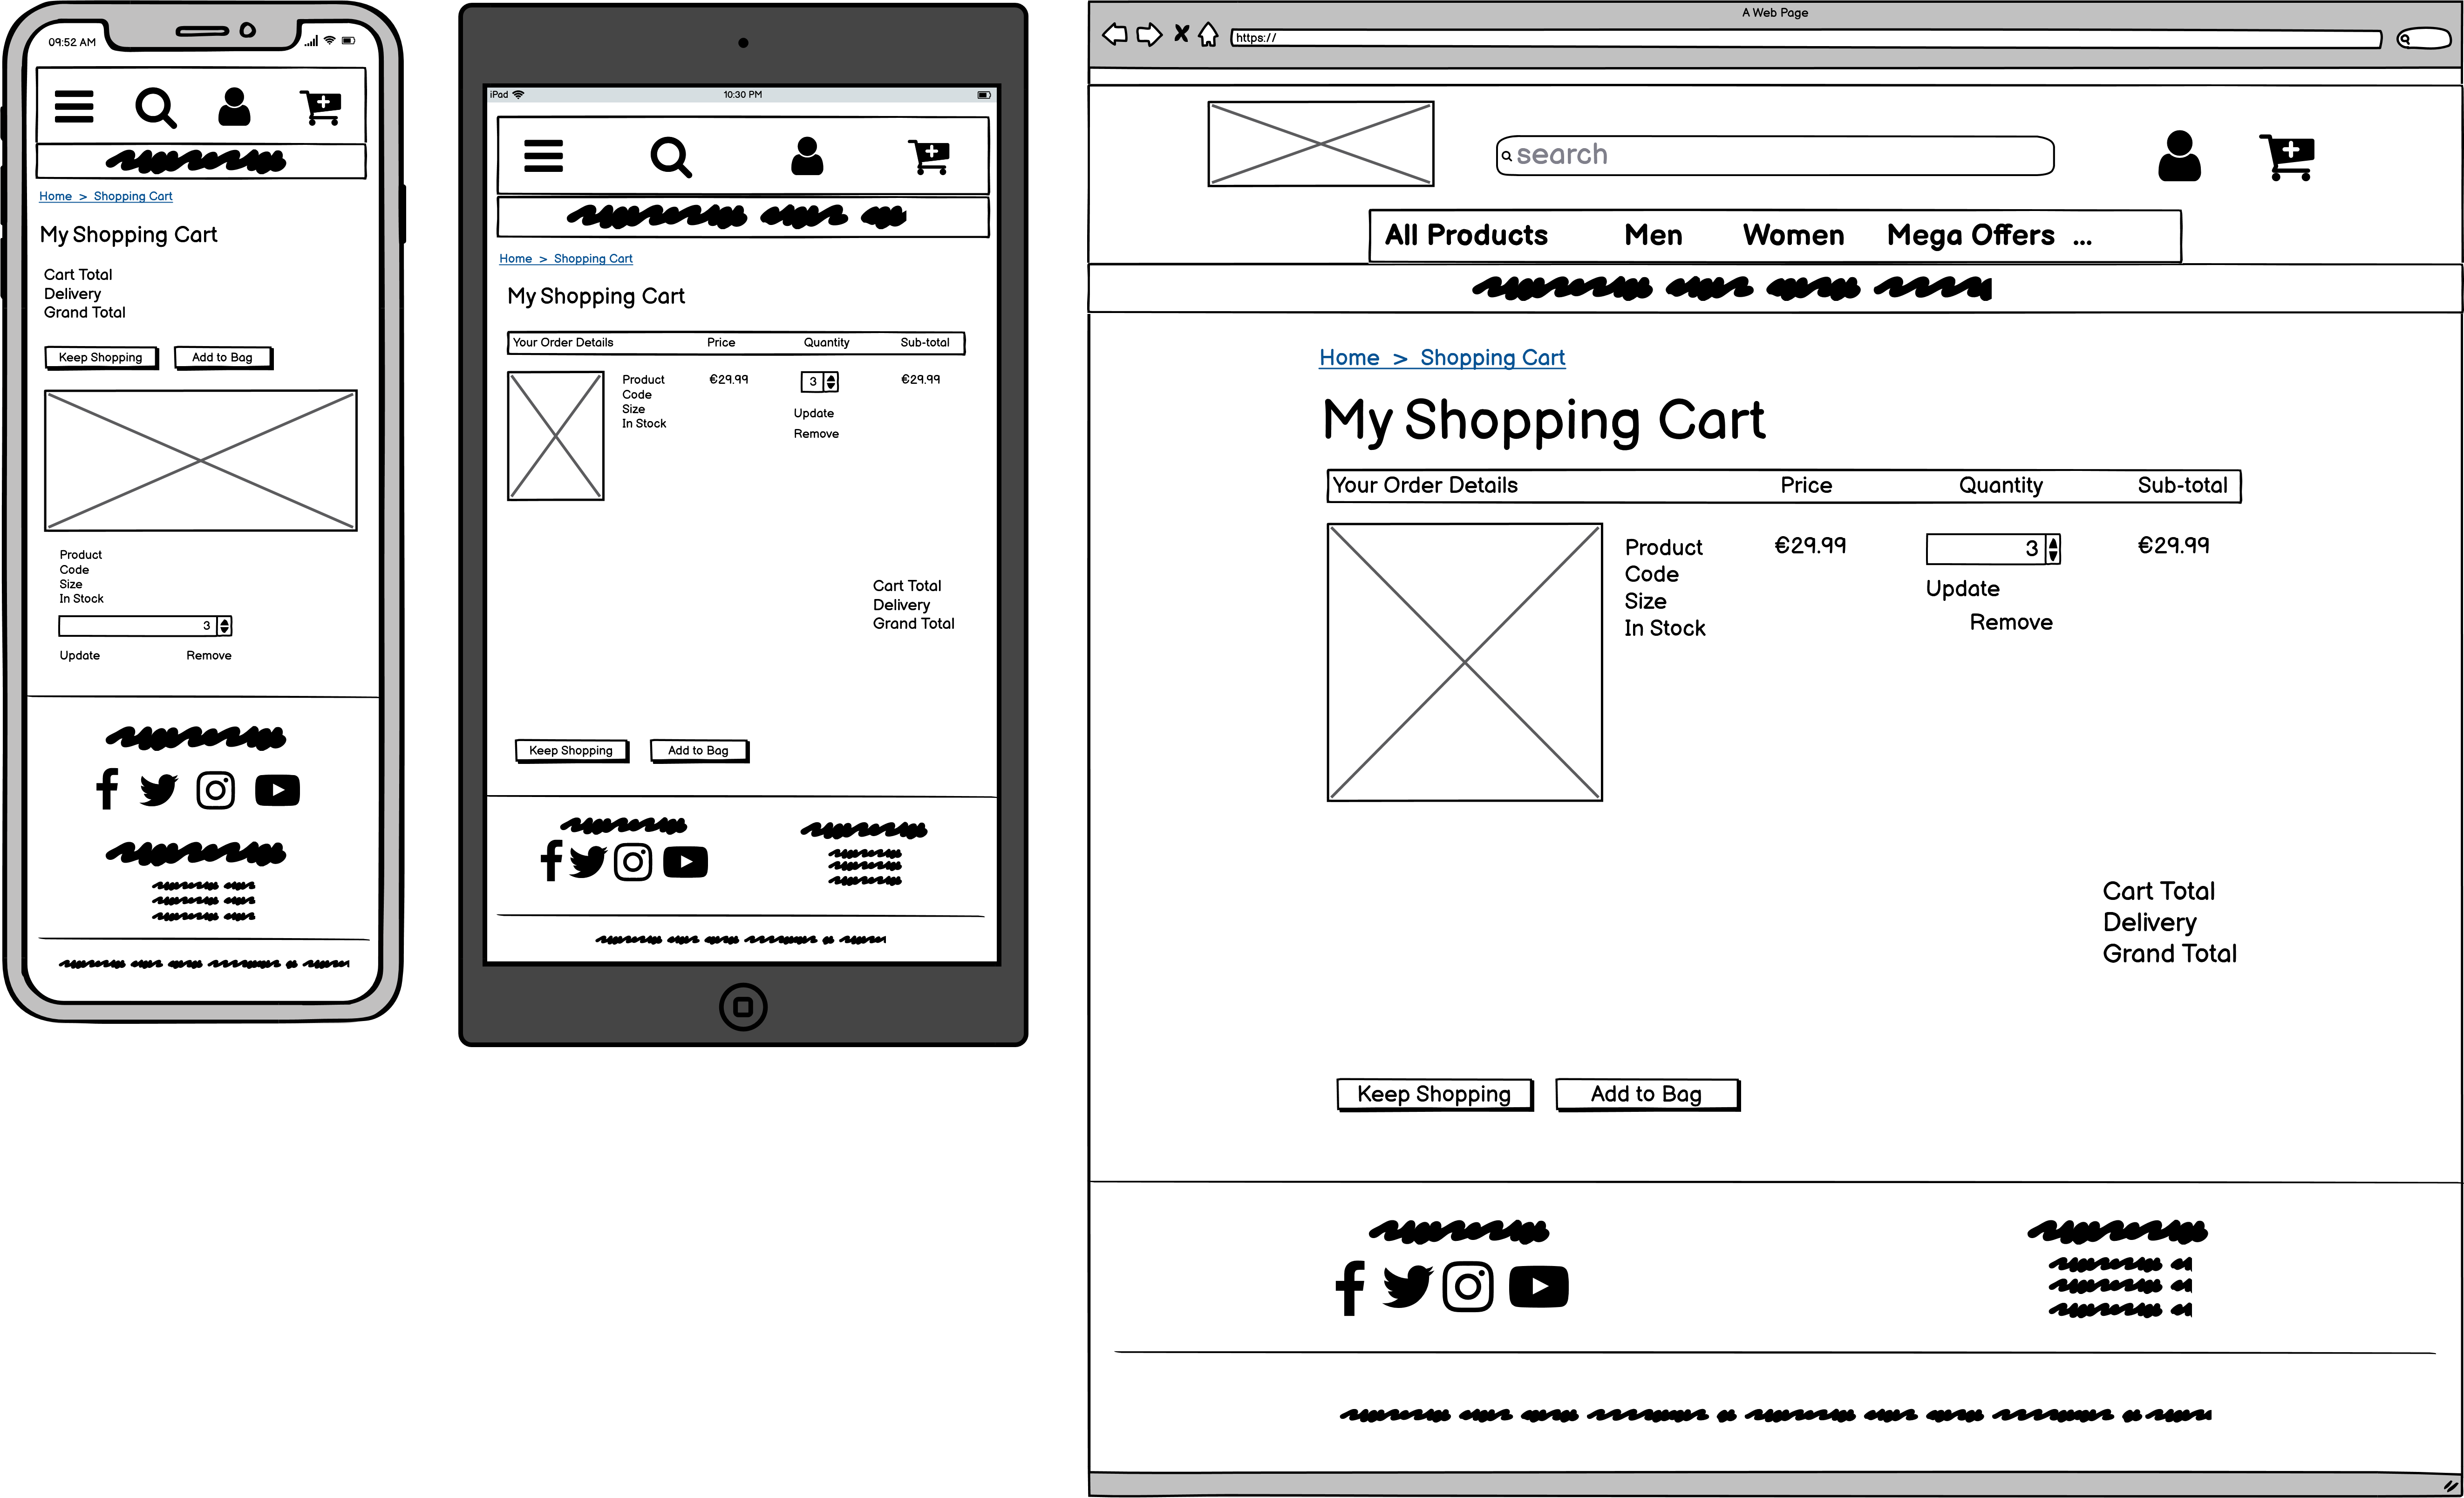 09:52 AM
Home > Shopping Cart
My Shopping Cart
Cart Total
Delivery
Grand Total
Keep Shopping Add to Bag
Product
Code
Size
In Stock
3
Update Remove
iPad 10:30 PM
Home > Shopping Cart
My Shopping Cart
Your Order Details Price Quantity Sub-total
Product €29.99 3 €29.99
Code
Size
In Stock
Update
Remove
Cart Total
Delivery
Grand Total
Keep Shopping Add to Bag
A Web Page
https://
search
All Products Men Women Mega Offers ...
Home > Shopping Cart
My Shopping Cart
Your Order Details Price Quantity Sub-total
Product €29.99 3 €29.99
Code
Size
In Stock
Update
Remove
Cart Total
Delivery
Grand Total
Keep Shopping Add to Bag